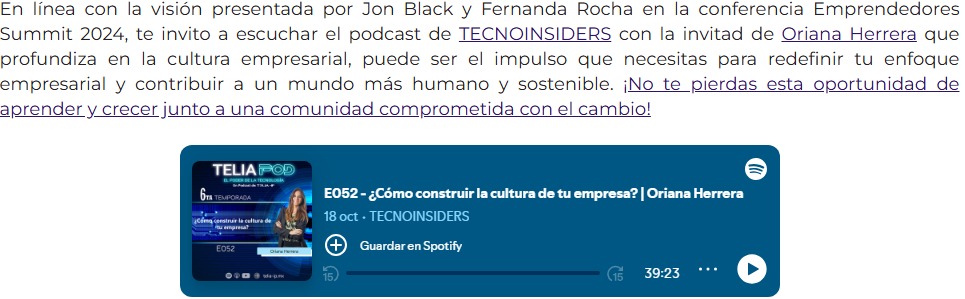 En línea con la visión presentada por Jon Black y Fernanda Rocha en la conferencia Emprendedores
Summit 2024, te invito a escuchar el podcast de TECNOINSIDERS con la invitad de Oriana Herrera que
profundiza en la cultura empresarial, puede ser el impulso que necesitas para redefinir tu enfoque
empresarial y contribuir a un mundo más humano y sostenible. ¡No te pierdas esta oportunidad de
aprender y crecer junto a una comunidad comprometida con el cambio!
TELIA POD
EL PODER DE LA TECNOLOGÍA
Un Podcast de
6TA TEMPORADA
¿Cómo construir la cultura de
tu empresa?
E052
Oriana Herrera
E052 - ¿Cómo construir la cultura de tu empresa? | Oriana Herrera
18 oct · TECNOINSIDERS
Guardar en Spotify
15
15
39:23